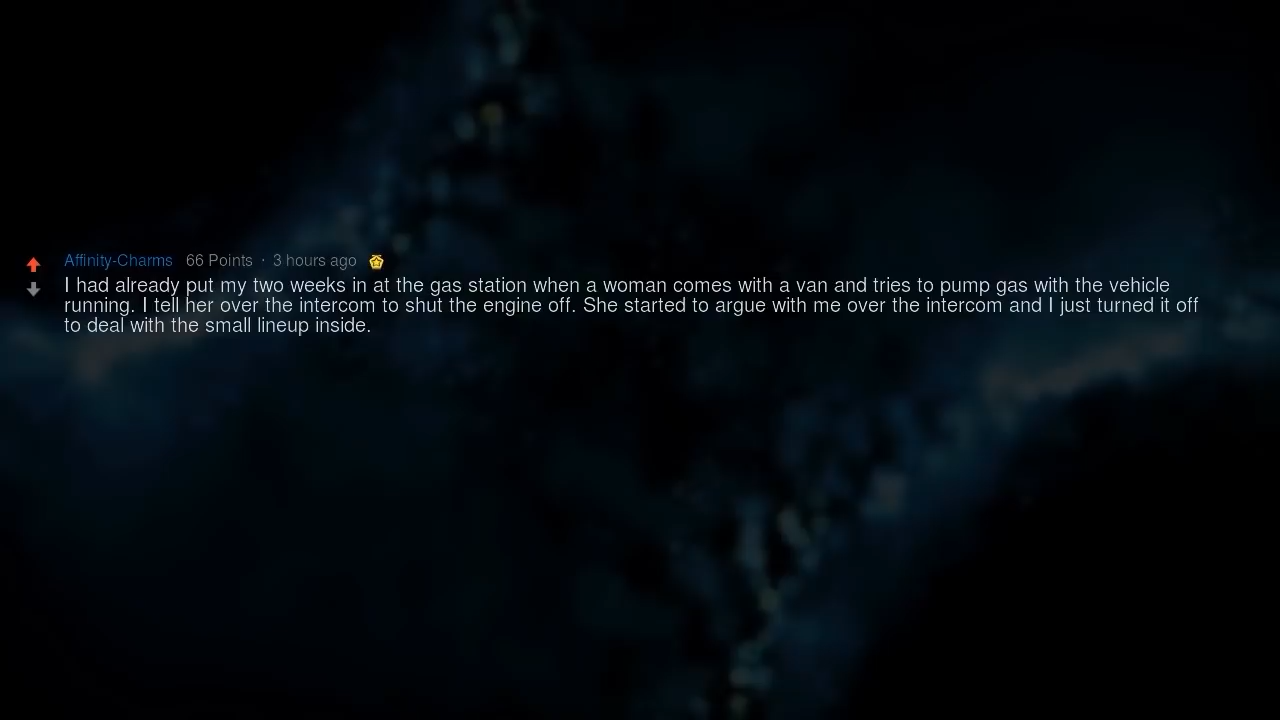 Affinity-Charms 66 Points · 3 hours ago
I had already put my two weeks in at the gas station when a woman comes with a van and tries to pump gas with the vehicle
running. I tell her over the intercom to shut the engine off. She started to argue with me over the intercom and I just turned it off
to deal with the small lineup inside.